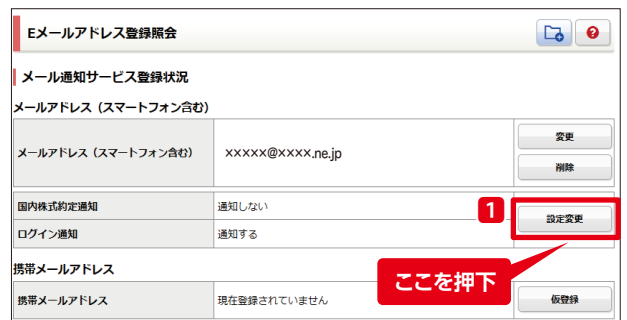 Eメールアドレス登録照会
メール通知サービス登録状況
メールアドレス（スマートフォン含む）
メールアドレス（スマートフォン含む） ×××××@××××.ne.jp 変更
削除
国内株式約定通知 通知しない 1 設定変更
ログイン通知 通知する
携帯メールアドレス ここを押下
携帯メールアドレス 現在登録されていません 仮登録